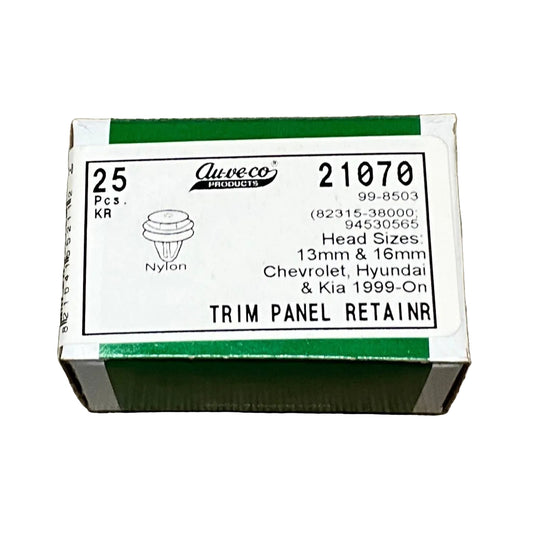 25
Pcs.
KR
Au-ve-co
PRODUCTS
Nylon
21070
99-8503
(82315-38000;
94530565
Head Sizes:
13mm & 16mm
Chevrolet, Hyundai
& Kia 1999-On
TRIM PANEL RETAINR